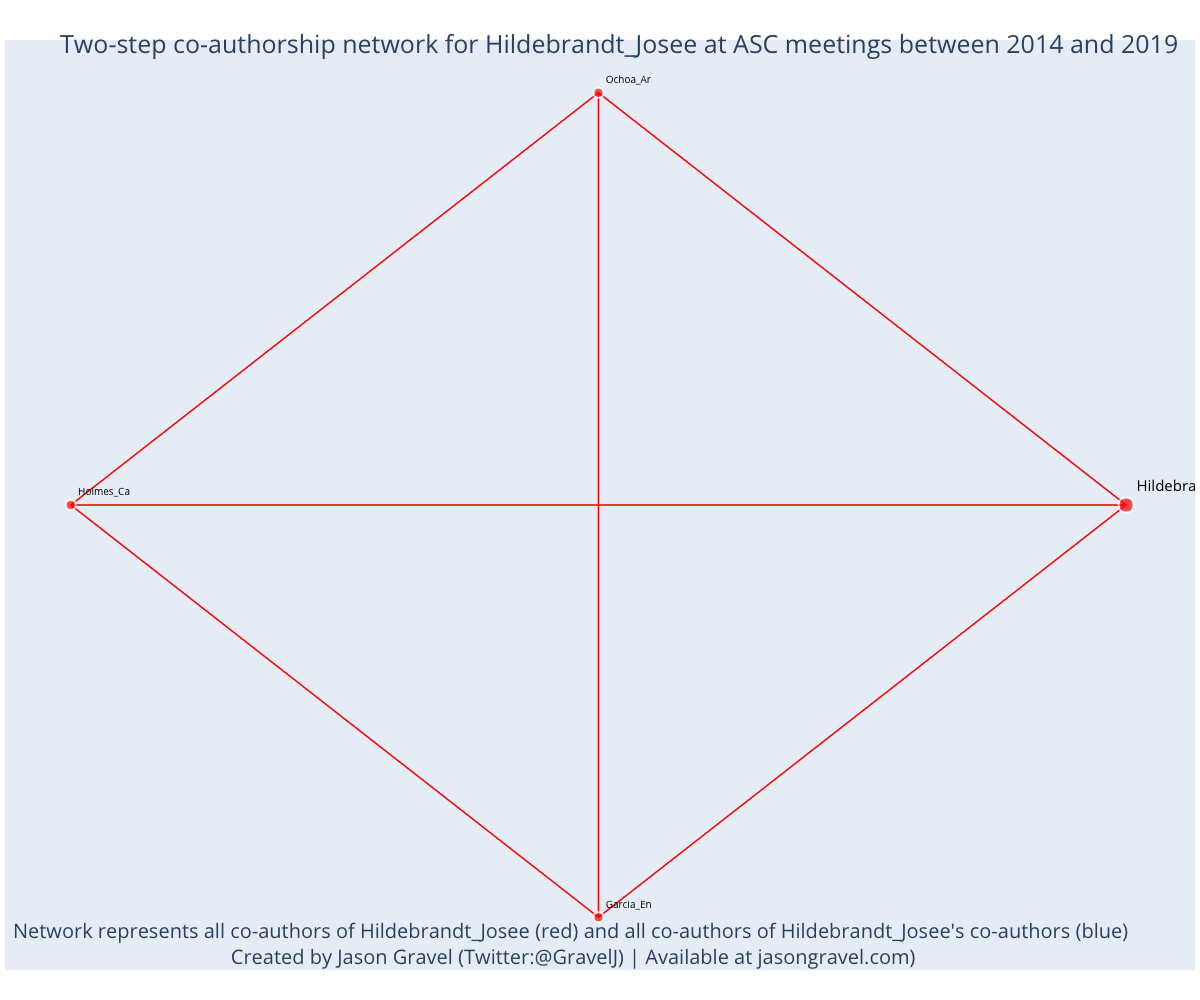 Two-step co-authorship network for Hildebrandt_Josee at ASC meetings between 2014 and 2019
Ochoa_Ar
Hildebra
Holmes_Ca
Garcia_En
Network represents all co-authors of Hildebrandt_Josee (red) and all co-authors of Hildebrandt_Josee's co-authors (blue)
Created by Jason Gravel (Twitter:@GravelJ) | Available at jasongravel.com)